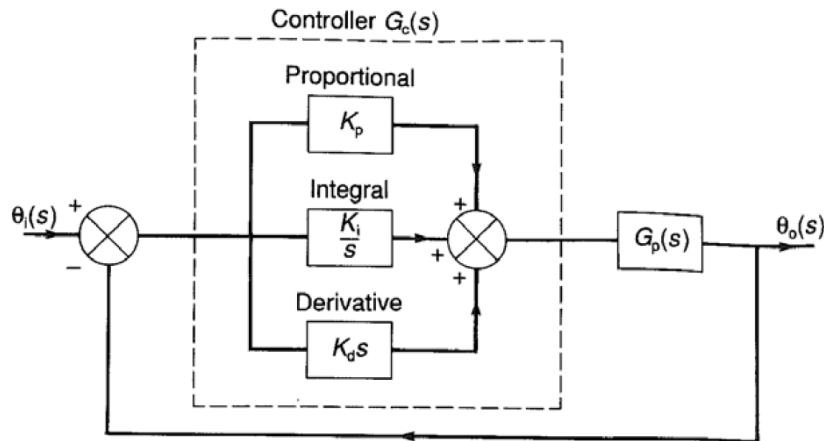 Controller G_c(s)
Proportional
K_p
+
θ_i(s)
+
−
Integral
K_i
s
+
+
Derivative
K_d s
G_p(s)
θ_o(s)